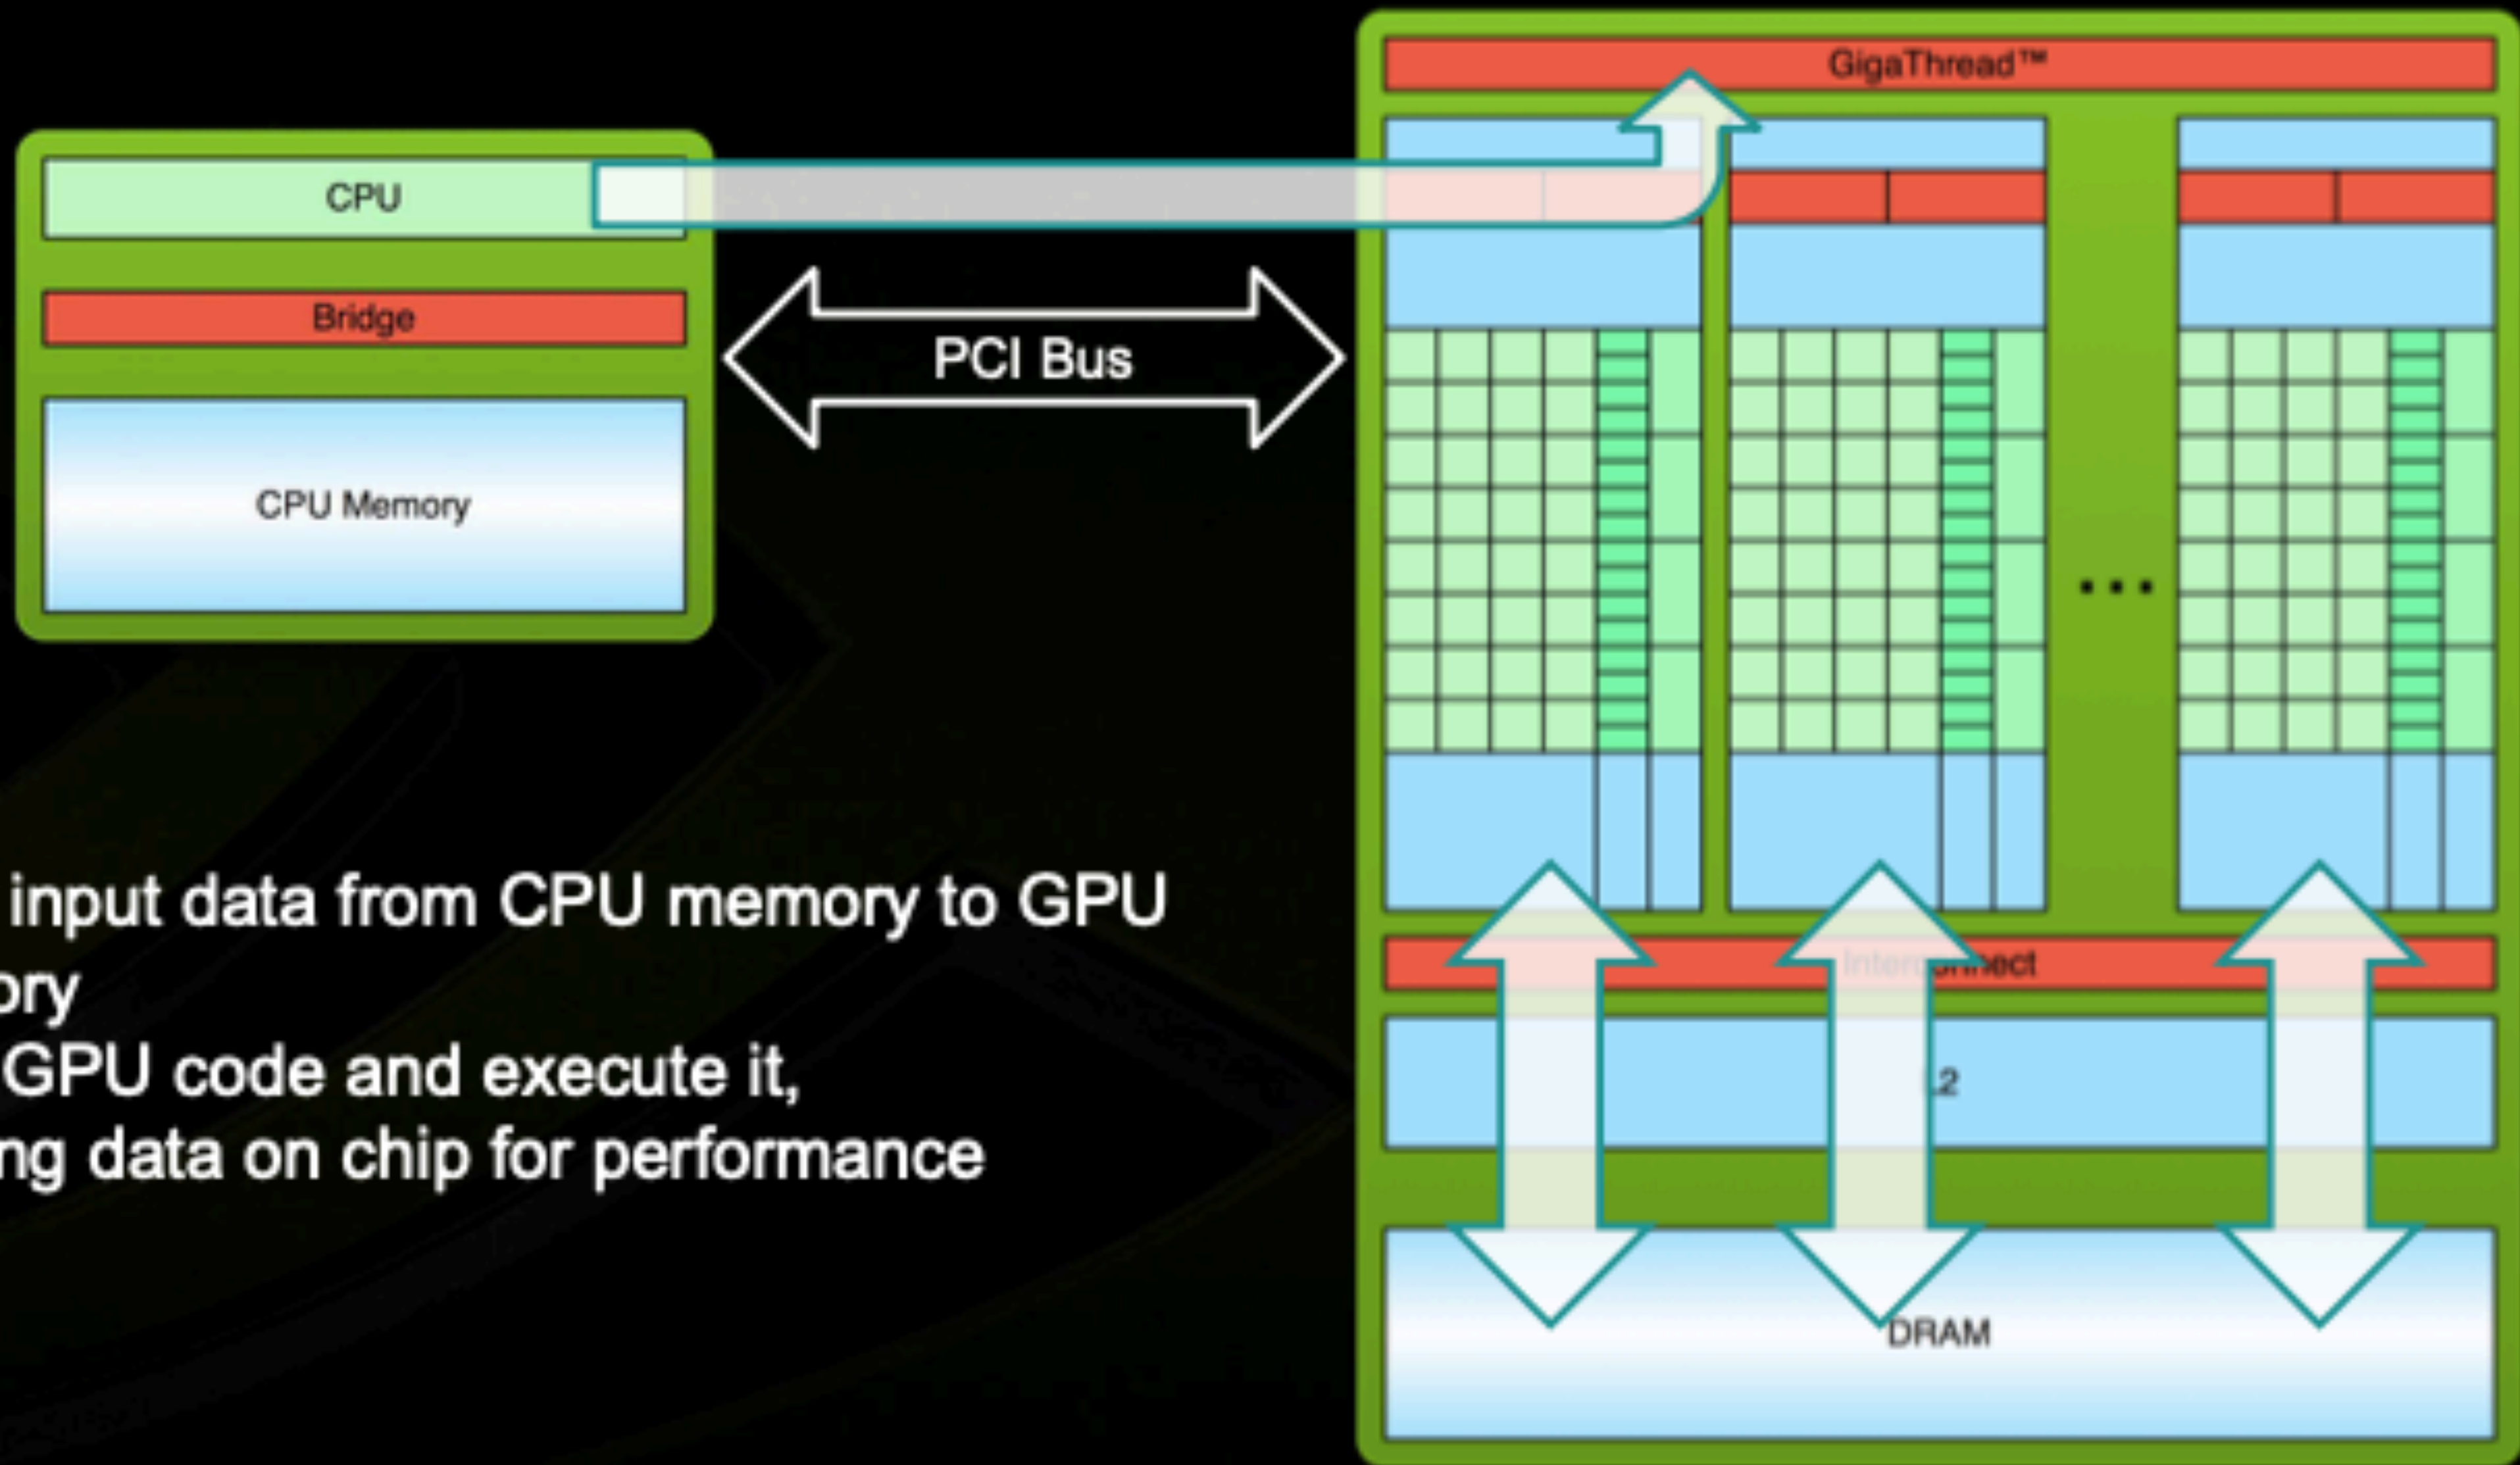 GigaThread™
CPU
Bridge
PCI Bus
CPU Memory
input data from CPU memory to GPU
ory
GPU code and execute it,
ng data on chip for performance
Interconnect
L2
DRAM